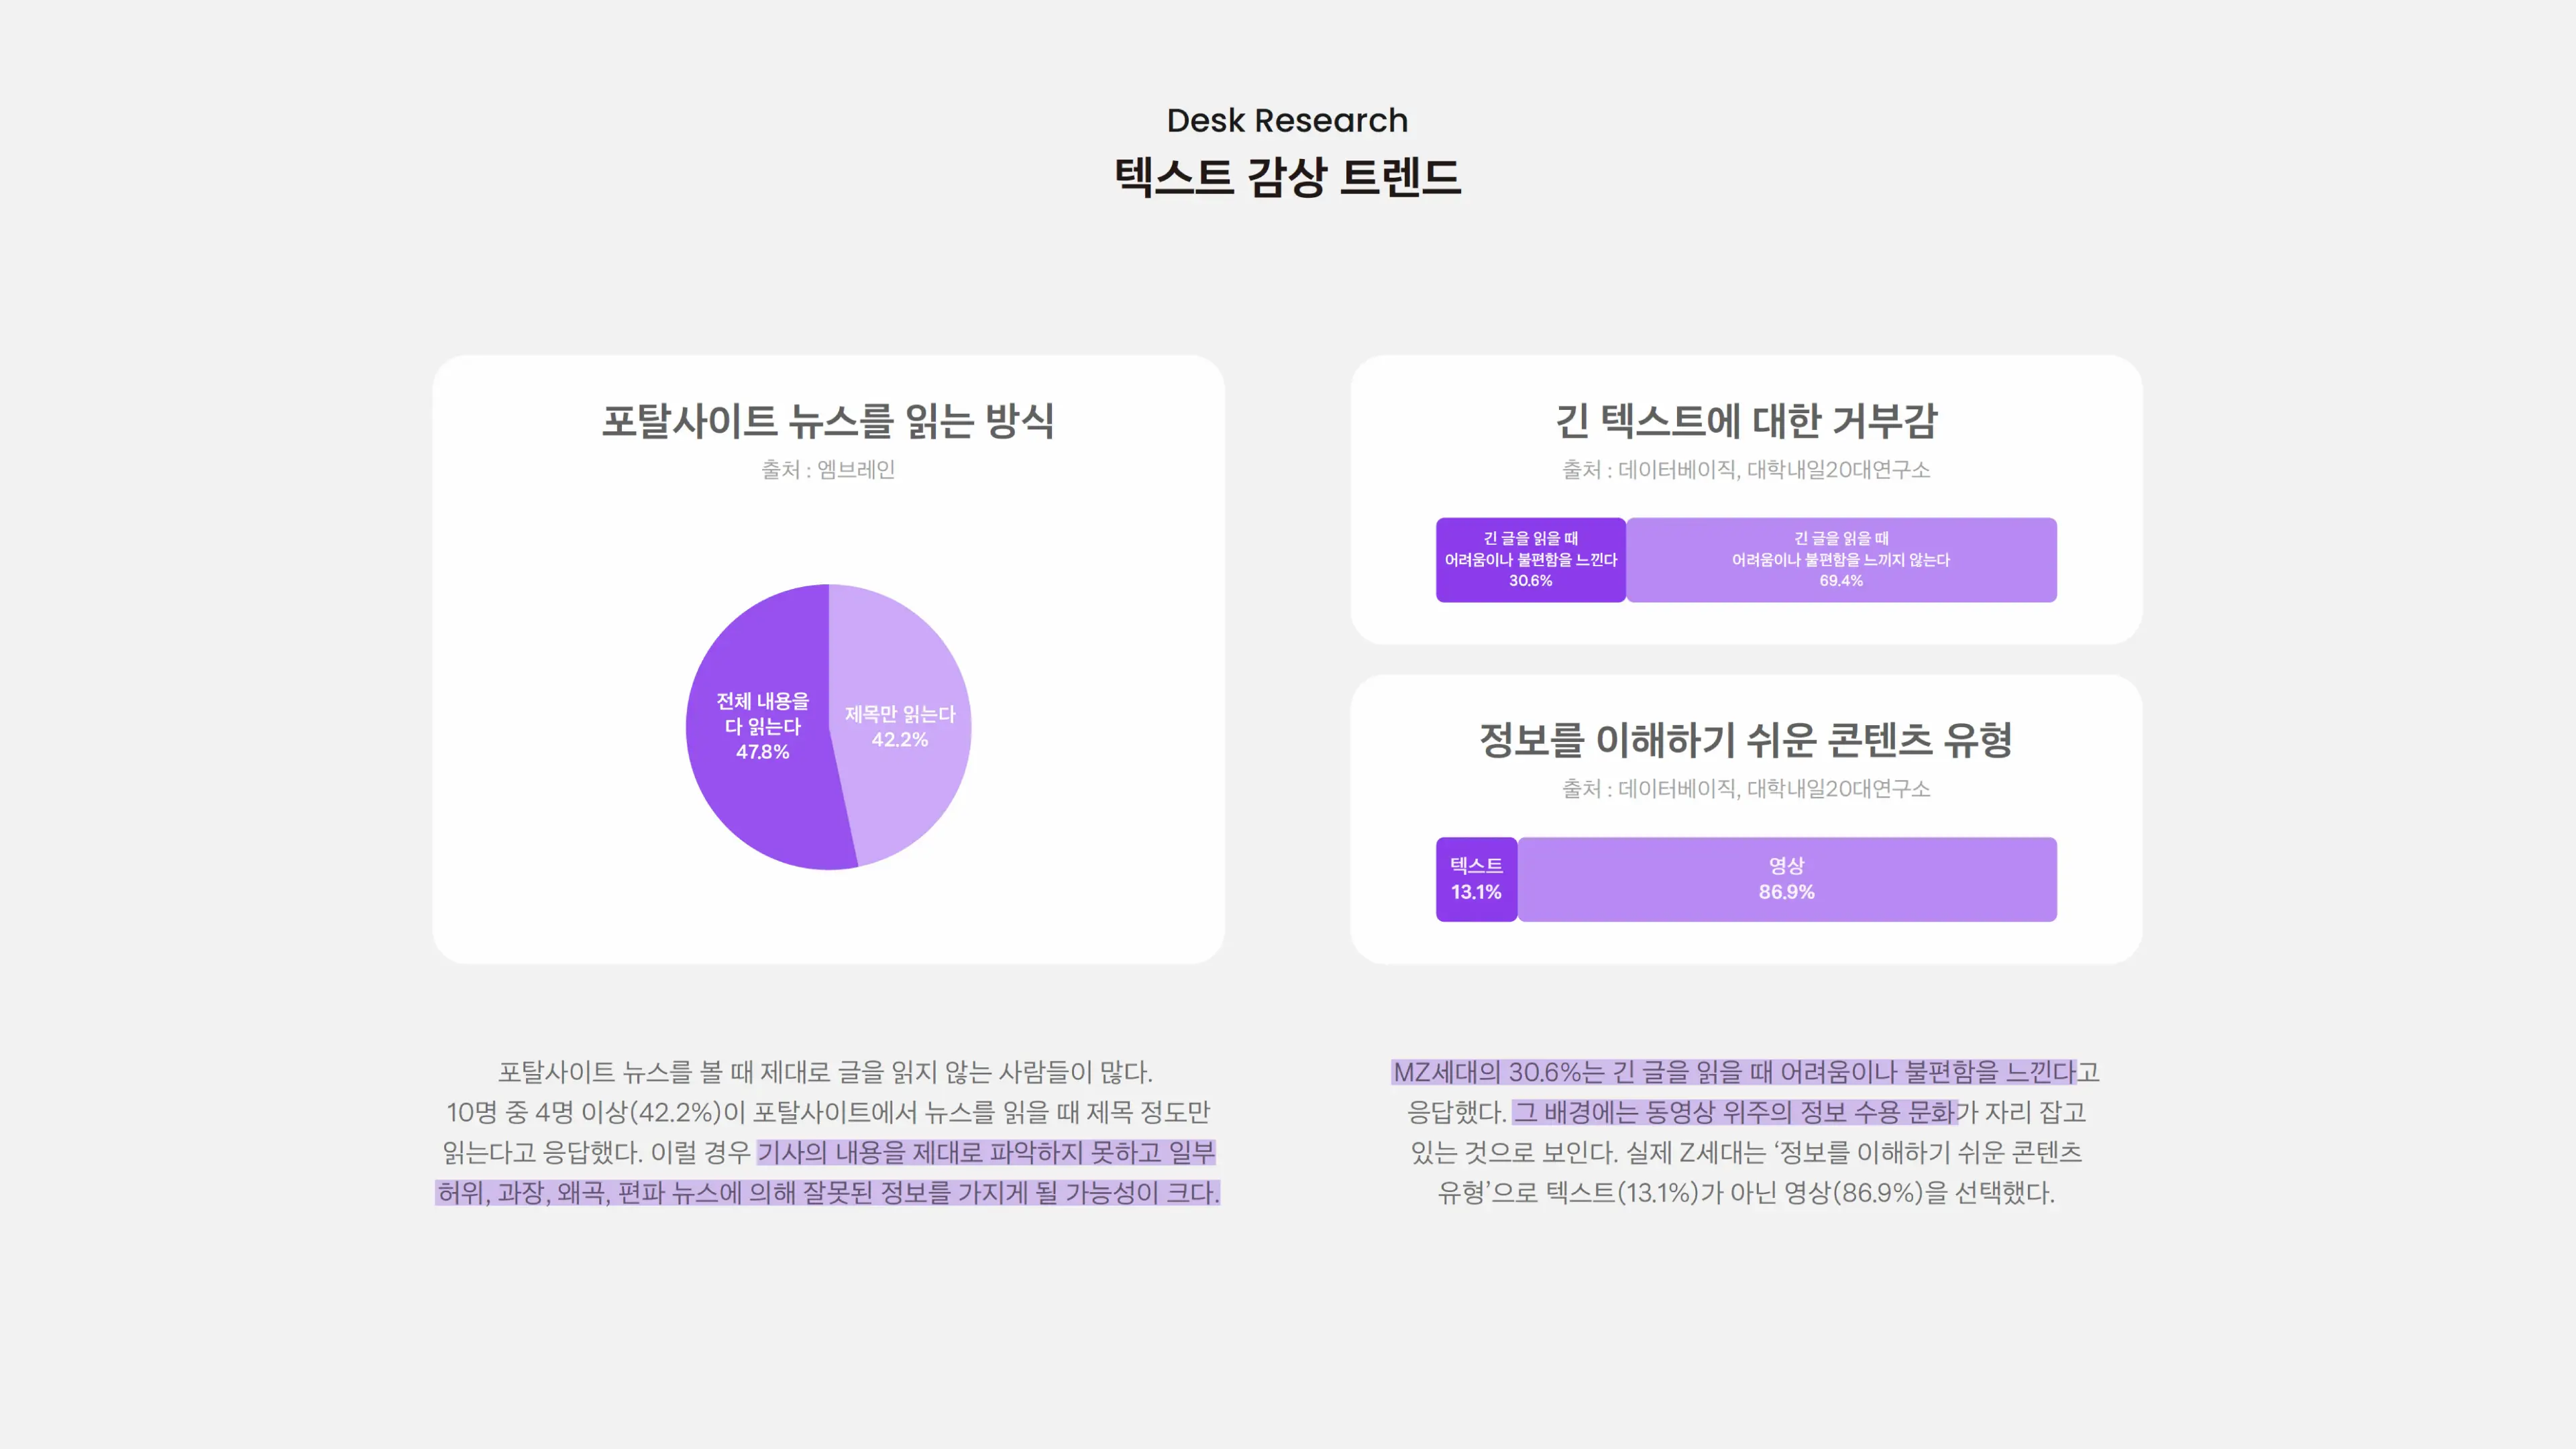 Desk Research
텍스트 감상 트렌드
포탈사이트 뉴스를 읽는 방식
출처 : 엠브레인
전체 내용을
다 읽는다
47.8%
제목만 읽는다
42.2%
포탈사이트 뉴스를 볼 때 제대로 글을 읽지 않는 사람들이 많다.
10명 중 4명 이상(42.2%)이 포탈사이트에서 뉴스를 읽을 때 제목 정도만
읽는다고 응답했다. 이럴 경우 기사의 내용을 제대로 파악하지 못하고 일부
허위, 과장, 왜곡, 편파 뉴스에 의해 잘못된 정보를 가지게 될 가능성이 크다.
긴 텍스트에 대한 거부감
출처 : 데이터베이직, 대학내일20대연구소
긴 글을 읽을 때
어려움이나 불편함을 느낀다
30.6%
긴 글을 읽을 때
어려움이나 불편함을 느끼지 않는다
69.4%
정보를 이해하기 쉬운 콘텐츠 유형
출처 : 데이터베이직, 대학내일20대연구소
텍스트
13.1%
영상
86.9%
MZ세대의 30.6%는 긴 글을 읽을 때 어려움이나 불편함을 느낀다고
응답했다. 그 배경에는 동영상 위주의 정보 수용 문화가 자리 잡고
있는 것으로 보인다. 실제 Z세대는 ‘정보를 이해하기 쉬운 콘텐츠
유형’으로 텍스트(13.1%)가 아닌 영상(86.9%)을 선택했다.